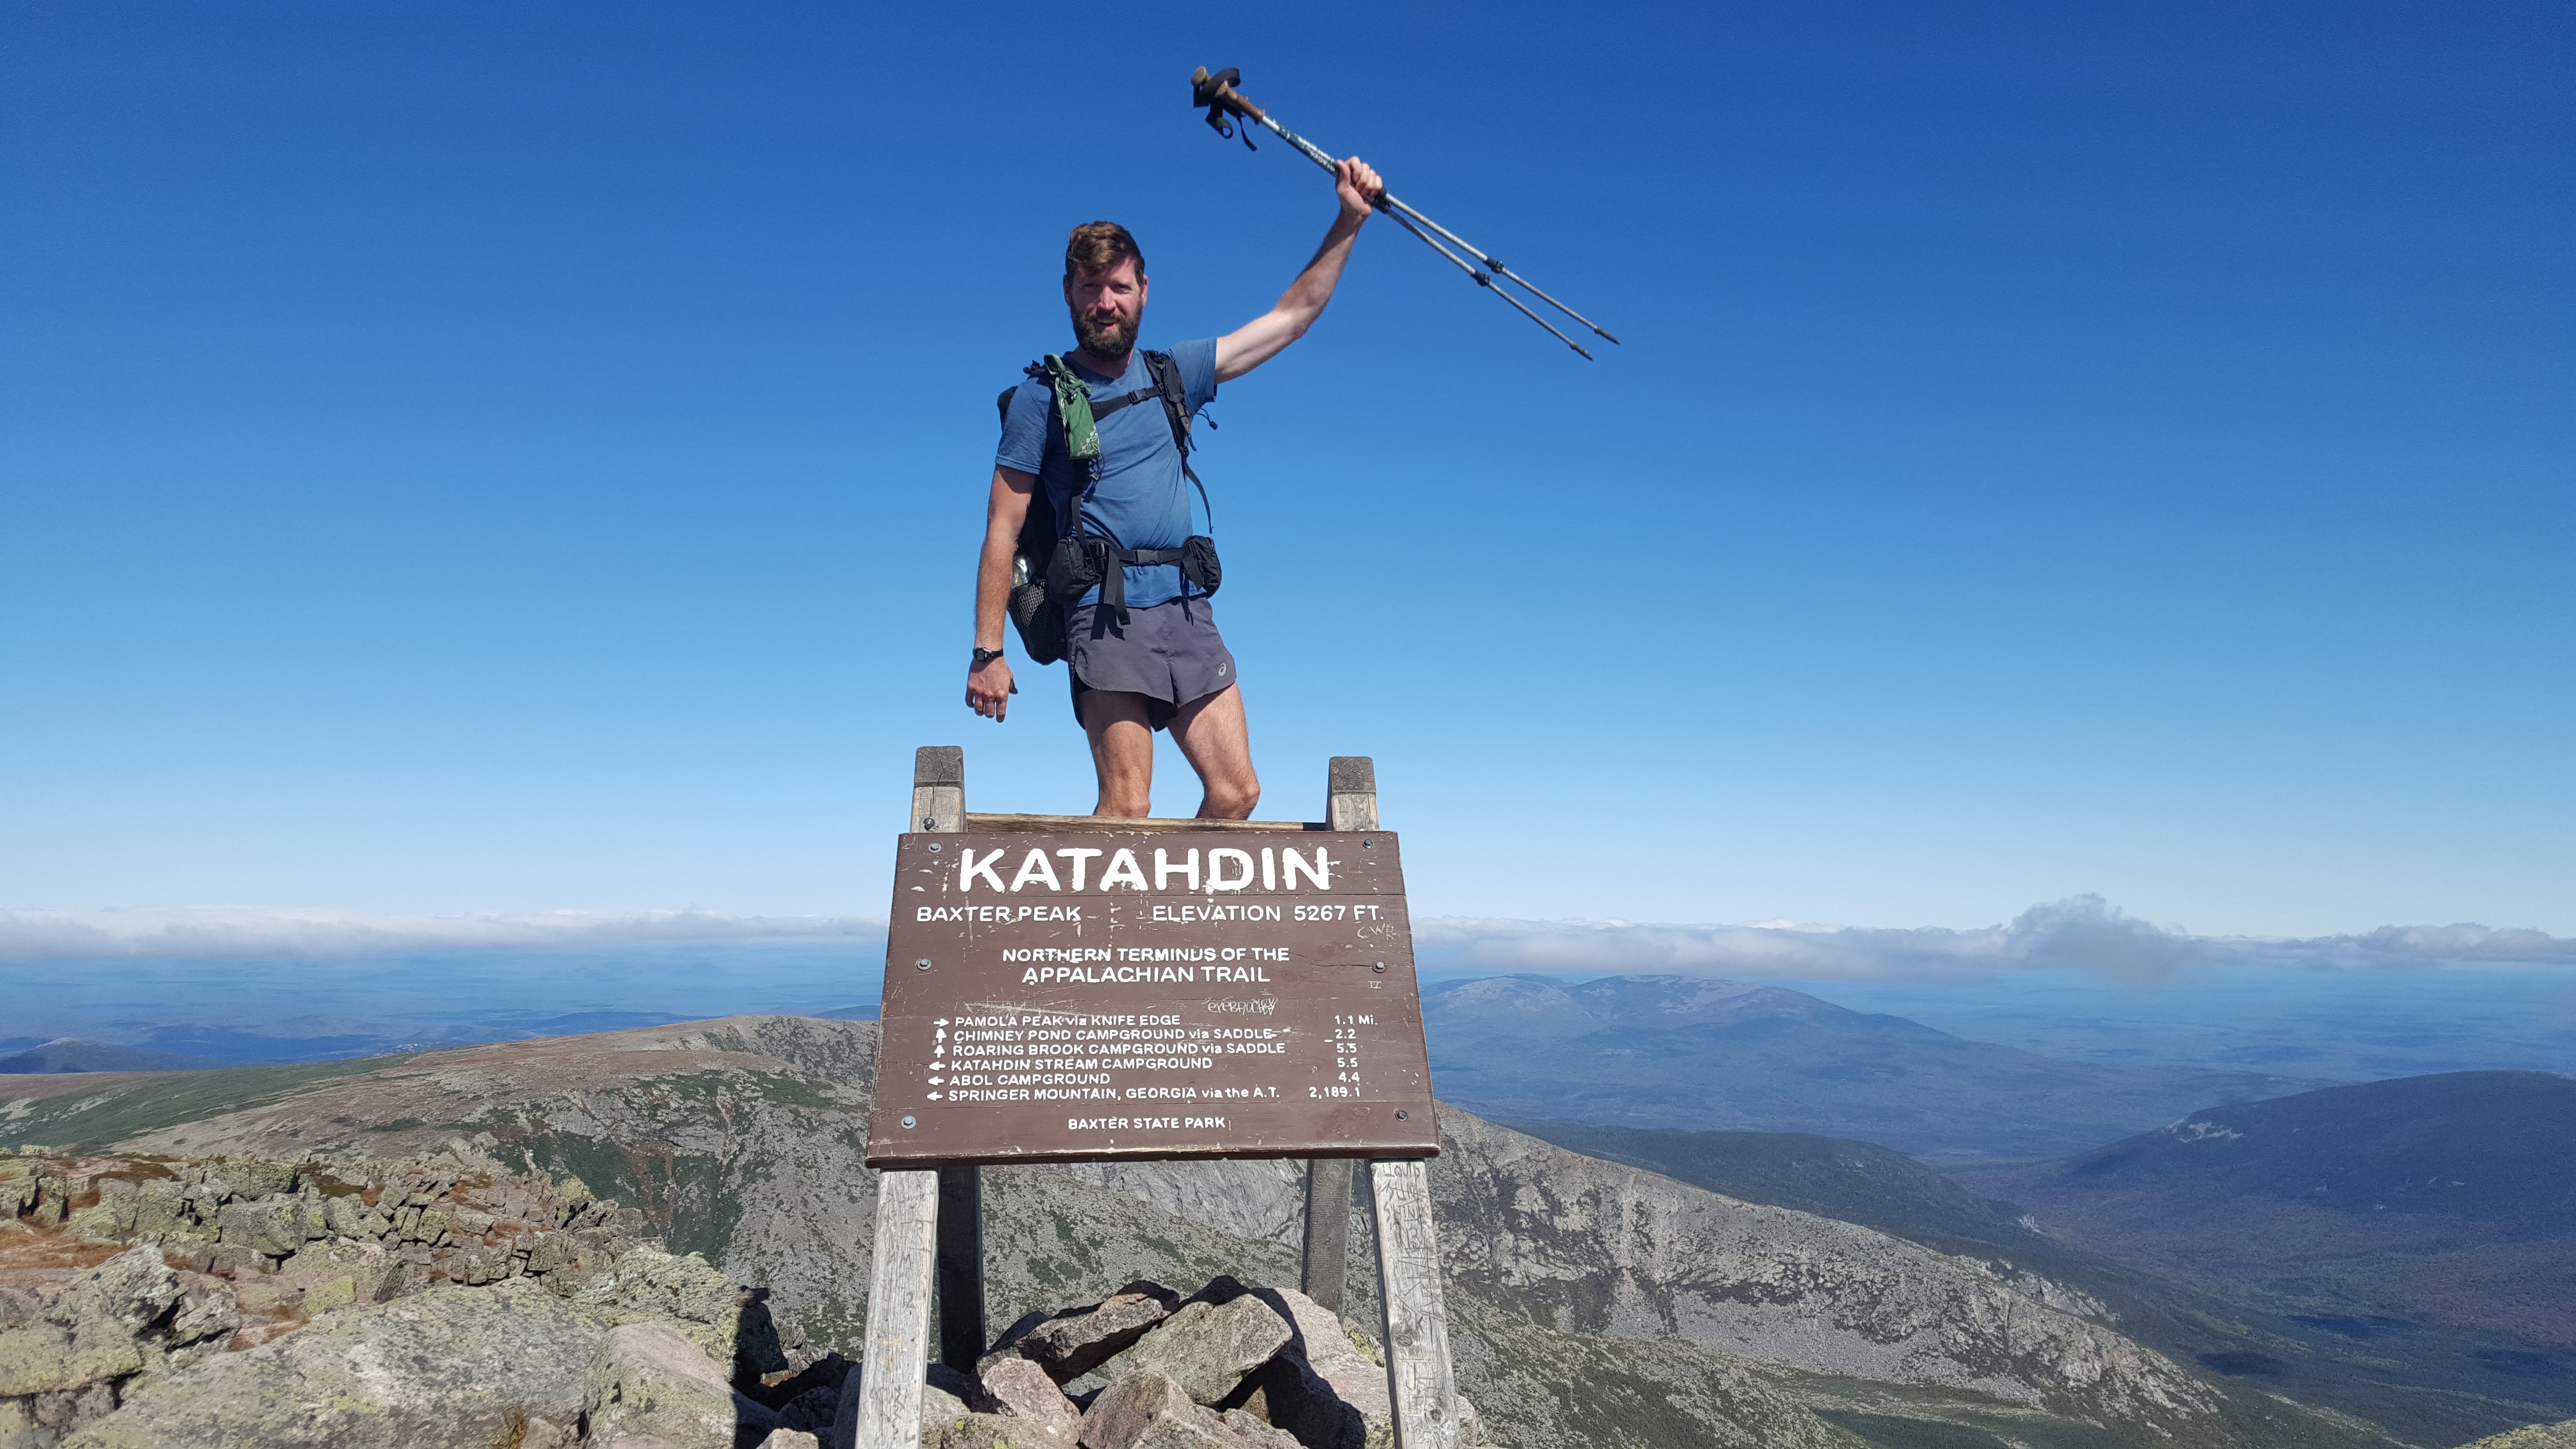 KATAHDIN
BAXTER PEAK ELEVATION 5267 FT.
NORTHERN TERMINUS OF THE
APPALACHIAN TRAIL
→ PAMOLA PEAK via KNIFE EDGE 1.1 Mi.
↑ CHIMNEY POND CAMPGROUND via SADDLE 2.2
↑ ROARING BROOK CAMPGROUND via SADDLE 5.5
← KATAHDIN STREAM CAMPGROUND 5.5
← ABOL CAMPGROUND 4.4
← SPRINGER MOUNTAIN, GEORGIA via the A.T. 2,189.1
BAXTER STATE PARK